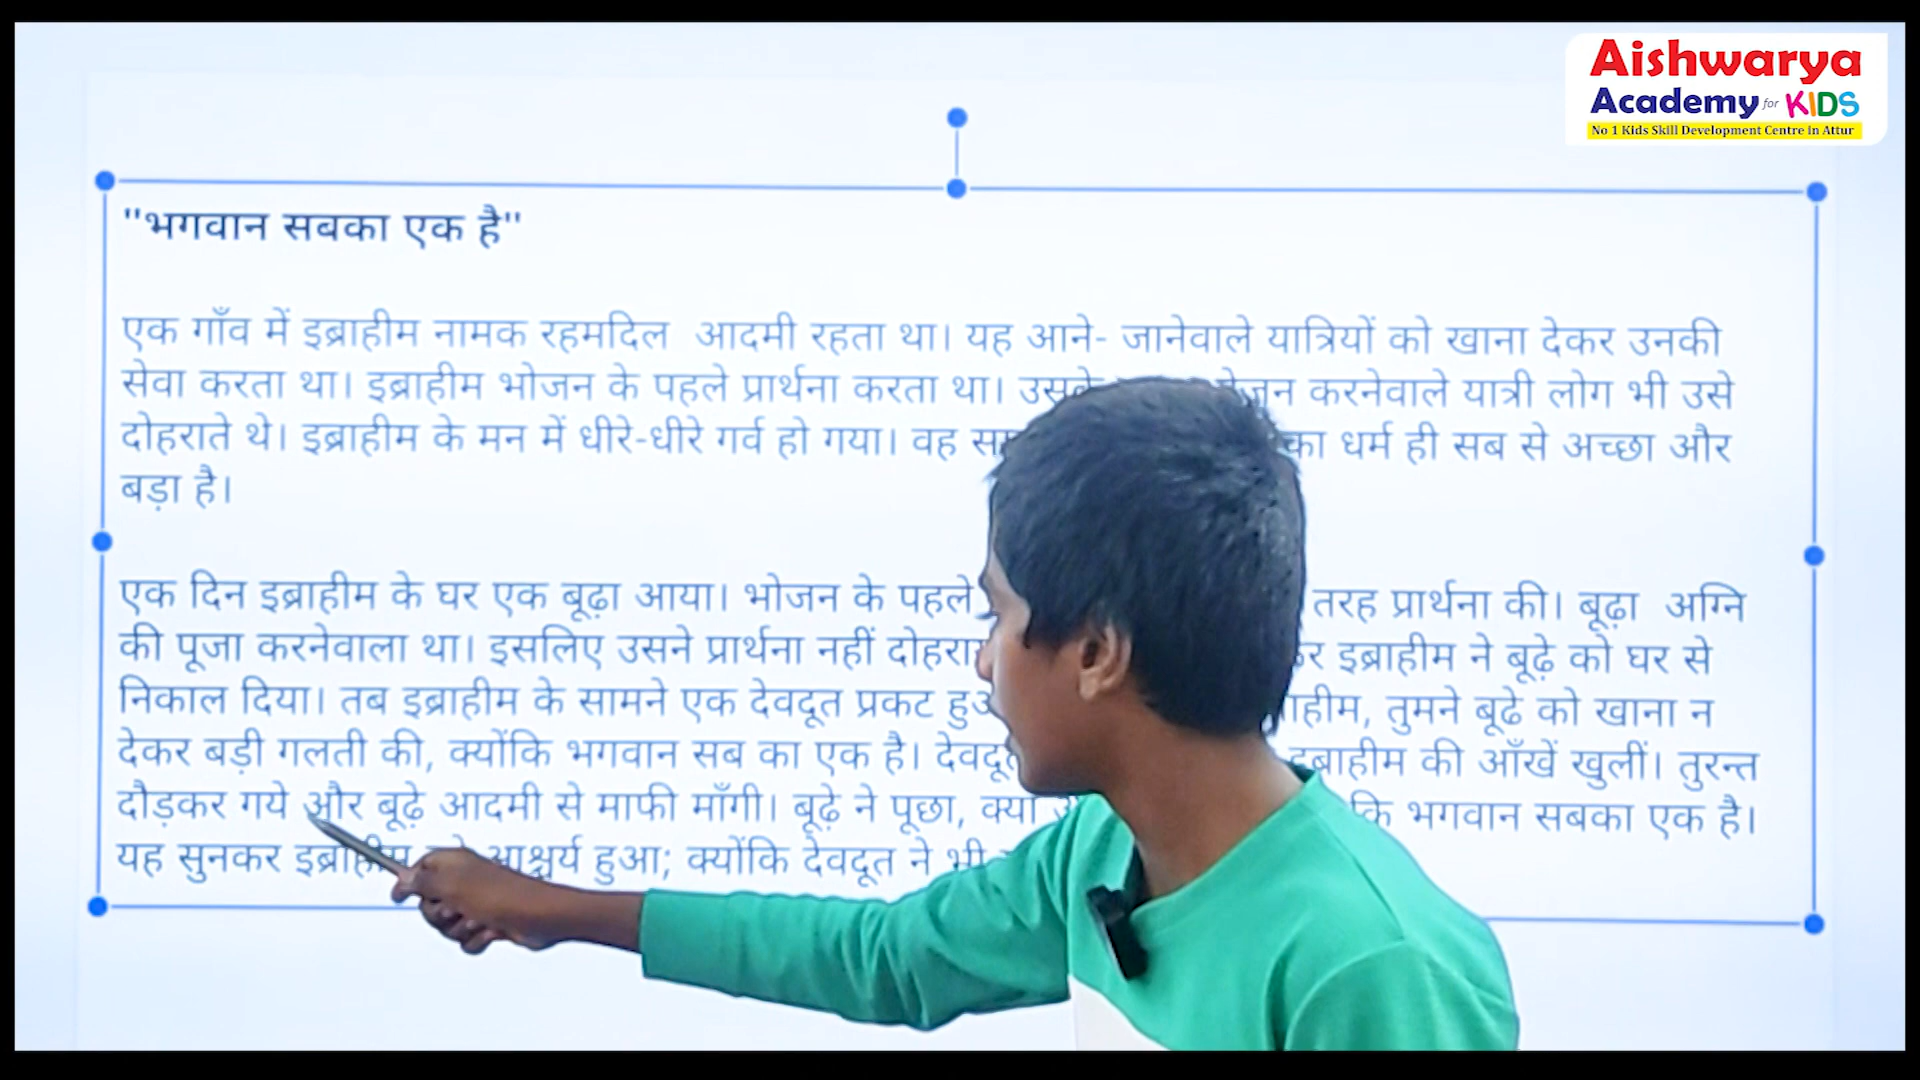 Aishwarya
Academy for KIDS
No 1 Kids Skill Development Centre in Attur
"भगवान सबका एक है"
एक गाँव में इब्राहीम नामक रहमदिल आदमी रहता था। यह आने- जानेवाले यात्रियों को खाना देकर उनकी
सेवा करता था। इब्राहीम भोजन के पहले प्रार्थना करता था। करनेवाले यात्री लोग भी उसे
दोहराते थे। इब्राहीम के मन में धीरे-धीरे गर्व हो गया। वह धर्म ही सब से अच्छा और
बड़ा है।
एक दिन इब्राहीम के घर एक बूढ़ा आया। भोजन के पहले तरह प्रार्थना की। बूढ़ा अग्नि
की पूजा करनेवाला था। इसलिए उसने प्रार्थना नहीं इब्राहीम ने बूढ़े को घर से
निकाल दिया। तब इब्राहीम के सामने एक देवदूत प्रकट तुमने बूढे को खाना न
देकर बड़ी गलती की, क्योंकि भगवान सब का एक है। इब्राहीम की आँखें खुलीं। तुरन्त
दौड़कर गये और बूढ़े आदमी से माफी माँगी। बूढ़े ने पूछा, क्या भगवान सबका एक है।
यह सुनकर आश्चर्य हुआ; क्योंकि देवदूत ने भी